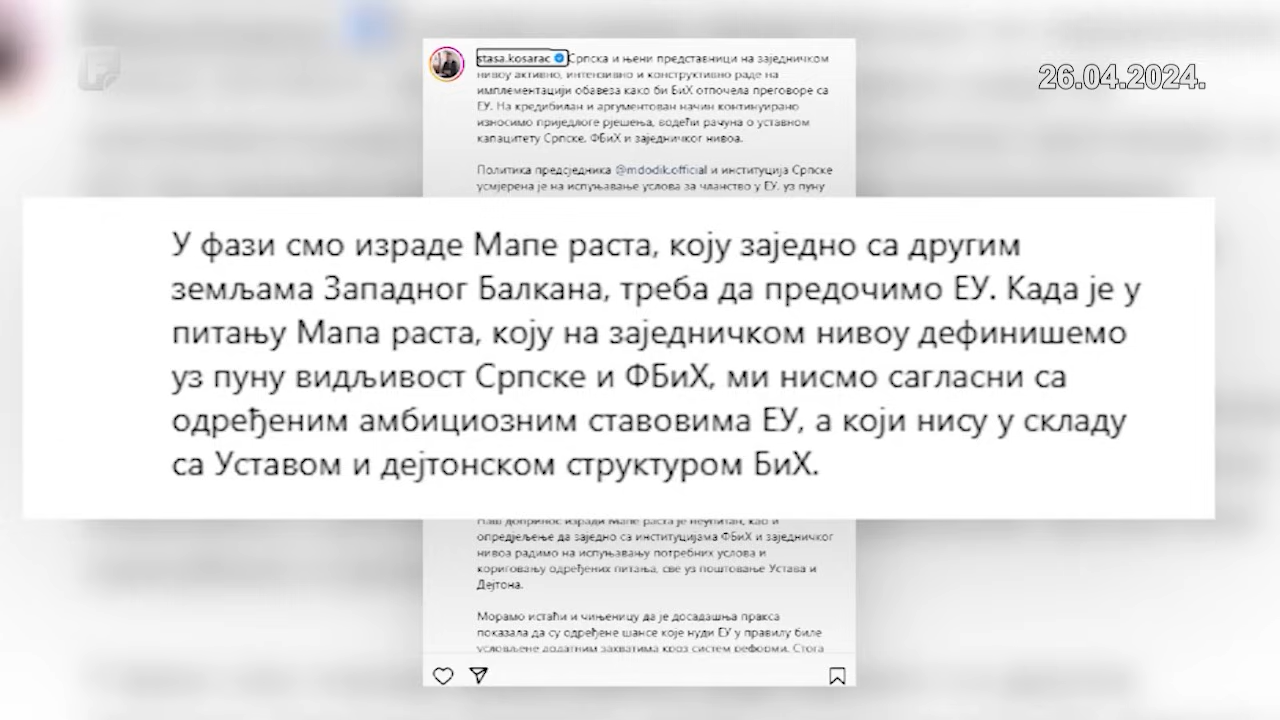 26.04.2024.
stasa.kosarac Српска и њени представници на заједничком
нивоу активно, интензивно и конструктивно раде на
имплементацији обавеза како би БиХ отпочела преговоре са
ЕУ. На кредибилан и аргументован начин континуирано
износимо приједлоге рјешења, водећи рачуна о уставном
капацитету Српске, ФБиХ и заједничког нивоа.
Политика предсједника @mdodik.official и институција Српске
усмјерена је на испуњавање услова за чланство у ЕУ, уз пуну
У фази смо израде Мапе раста, коју заједно са другим
земљама Западног Балкана, треба да предочимо ЕУ. Када је у
питању Мапа раста, коју на заједничком нивоу дефинишемо
уз пуну видљивост Српске и ФБиХ, ми нисмо сагласни са
одређеним амбициозним ставовима ЕУ, а који нису у складу
са Уставом и дејтонском структуром БиХ.
Наш допринос изради Мапе раста је неупитан, као и
опредјељење да заједно са институцијама ФБиХ и заједничког
нивоа радимо на испуњавању потребних услова и
кориговању одређених питања, све уз поштовање Устава и
Дејтона.
Морамо истаћи и чињеницу да је досадашња пракса
показала да су одређене шансе које нуди ЕУ у правилу биле
условљене додатним захватима кроз систем реформи. Стога